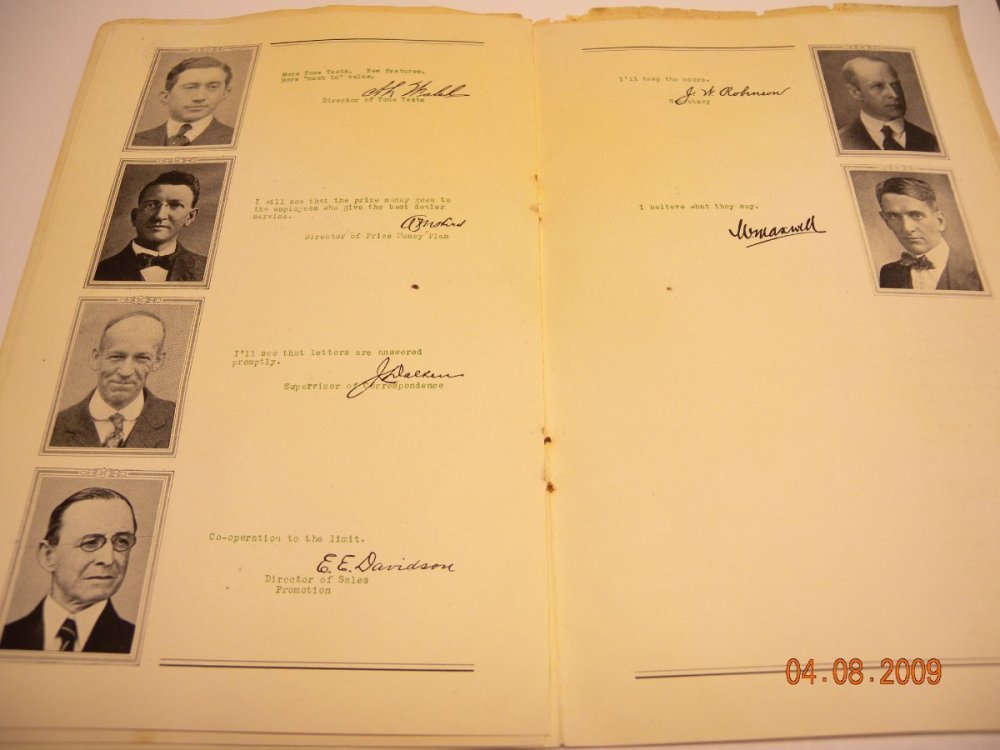 More Tone Tests. New features.
More "cash in" value.
Director of Tone Tests
I will see that the prize money goes to
the employees who give the best dealer
service.
Director of Prize Money Plan
I'll see that letters are answered
promptly.
Supervisor of Correspondence
Co-operation to the limit.
E. E. Davidson
Director of Sales
Promotion
I'll keep the score.
J. W. Robinson
Secretary
I believe what they say.
Maxwell
04.08.2009